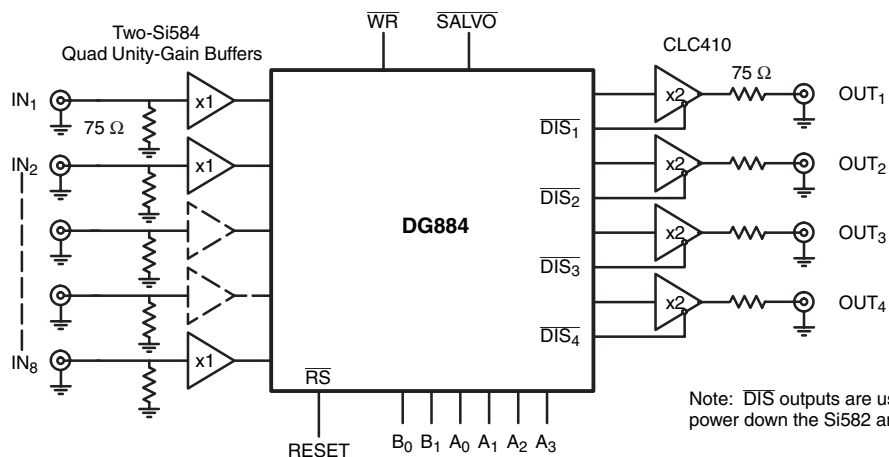 WR SALVO
Two-Si584
Quad Unity-Gain Buffers
CLC410
IN1
75 Ω
x1
x2
75 Ω
OUT1
DIS1
IN2
x1
x2
OUT2
DIS2
DG884
x2
OUT3
DIS3
x2
OUT4
DIS4
IN8
x1
RS
RESET
B0 B1 A0 A1 A2 A3
Note: DIS outputs are
power down the Si582